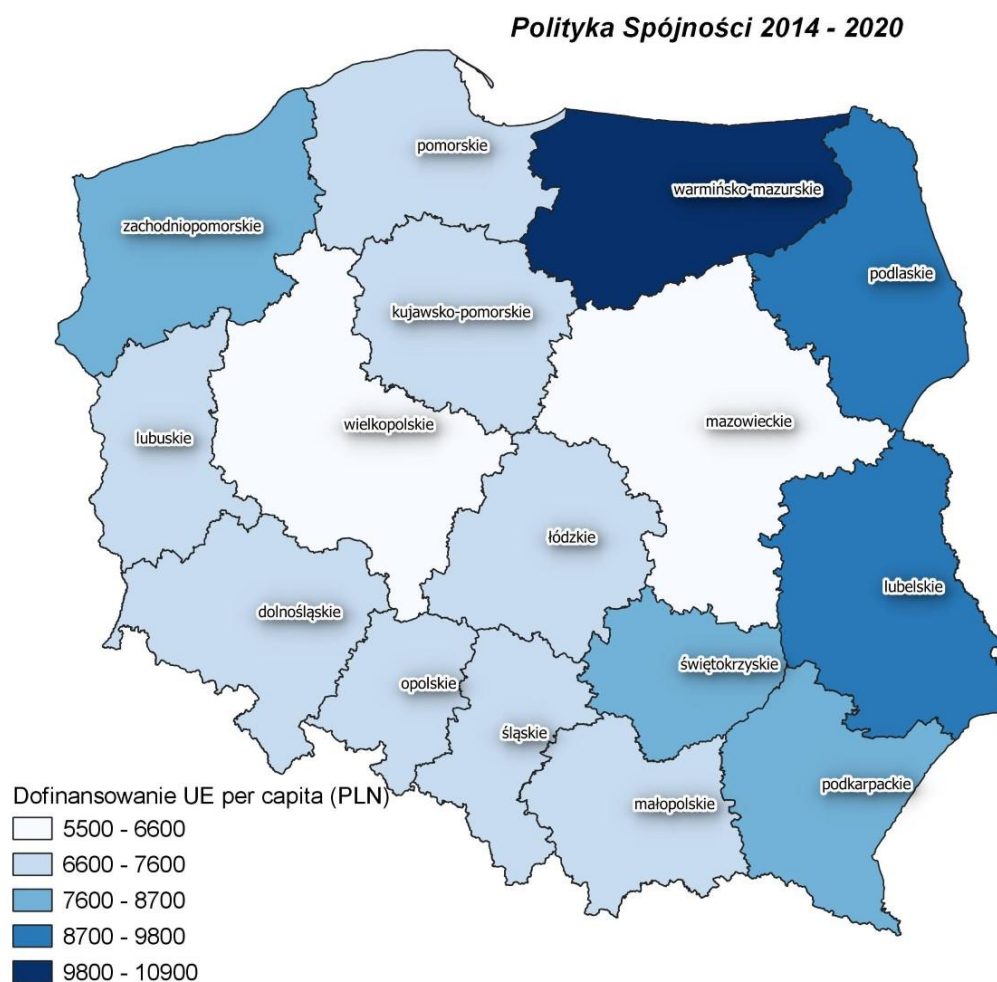 Polityka Spójności 2014 - 2020
pomorskie
warmińsko-mazurskie
zachodniopomorskie
podlaskie
kujawsko-pomorskie
mazowieckie
wielkopolskie
lubuskie
łódzkie
lubelskie
dolnośląskie
świętokrzyskie
opolskie
śląskie
podkarpackie
małopolskie
Dofinansowanie UE per capita (PLN)
5500 - 6600
6600 - 7600
7600 - 8700
8700 - 9800
9800 - 10900